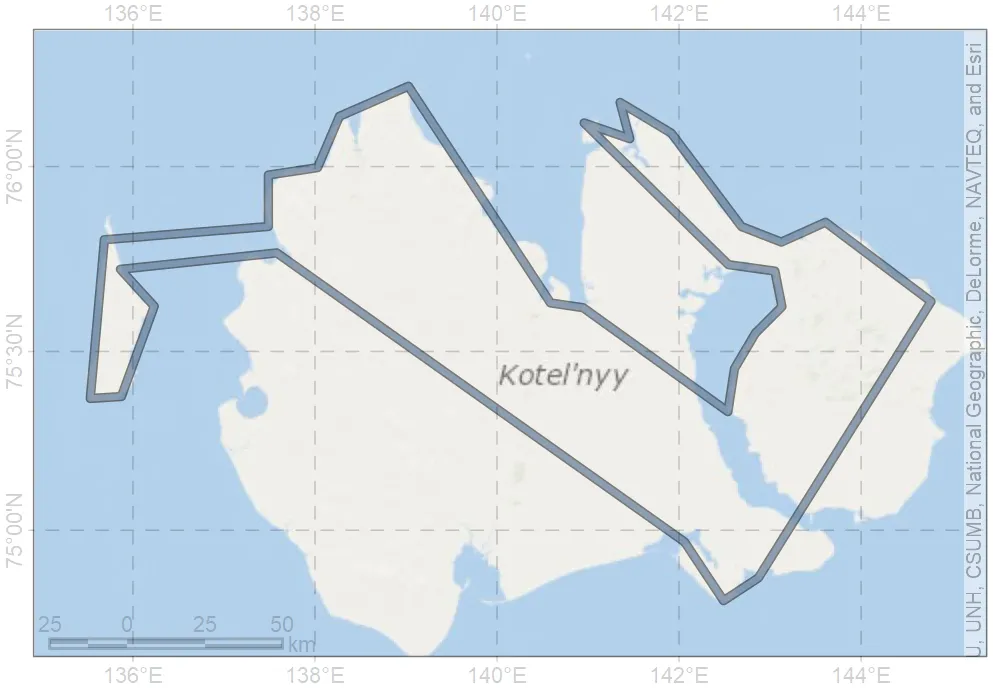 136°E 138°E 140°E 142°E 144°E
76°00'N
75°30'N
75°00'N
Kotel'nyy
25 0 25 50
km
136°E 138°E 140°E 142°E 144°E
U, UNH, CSUMB, National Geographic, DeLorme, NAVTEQ, and Esri